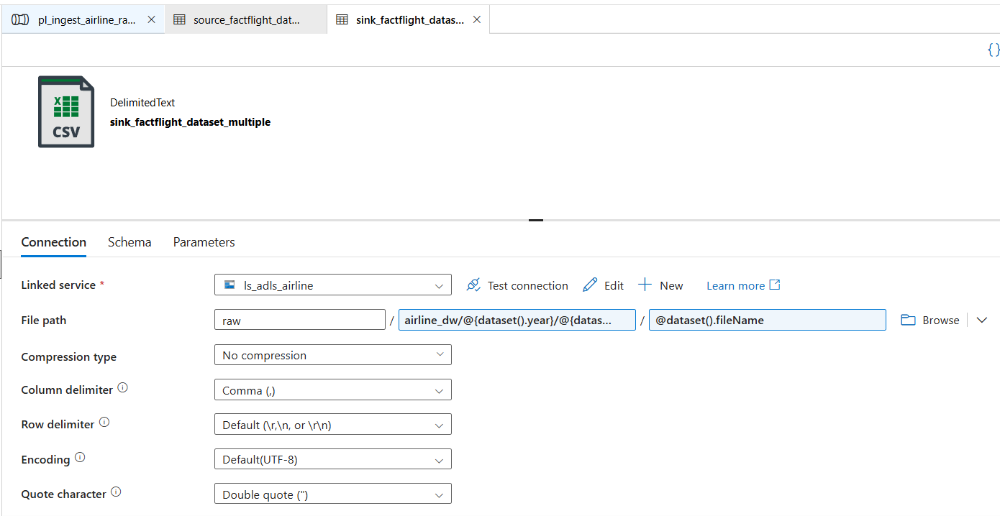 pl_ingest_airline_ra... source_factflight_dat... sink_factflight_datas...
{}
DelimitedText
sink_factflight_dataset_multiple
X
CSV
Connection Schema Parameters
Linked service * ls_adls_airline Test connection Edit New Learn more
File path raw / airline_dw/@{dataset().year}/@{datas... / @dataset().fileName Browse
Compression type No compression
Column delimiter Comma (,)
Row delimiter Default (\r,\n, or \r\n)
Encoding Default(UTF-8)
Quote character Double quote (")